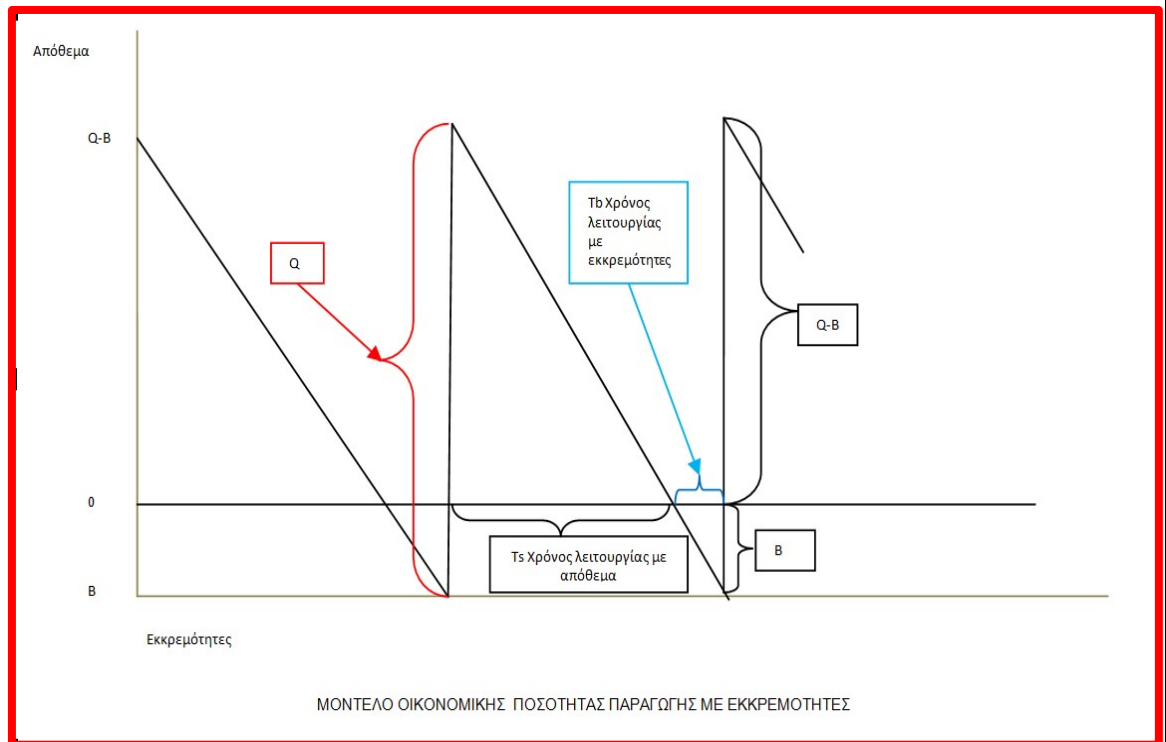 Απόθεμα
Q-B
Q
Tb Χρόνος
λειτουργίας
με
εκκρεμότητες
Q-B
0
Ts Χρόνος λειτουργίας με
απόθεμα
B
B
Εκκρεμότητες
ΜΟΝΤΕΛΟ ΟΙΚΟΝΟΜΙΚΗΣ ΠΟΣΟΤΗΤΑΣ ΠΑΡΑΓΩΓΗΣ ΜΕ ΕΚΚΡΕΜΟΤΗΤΕΣ